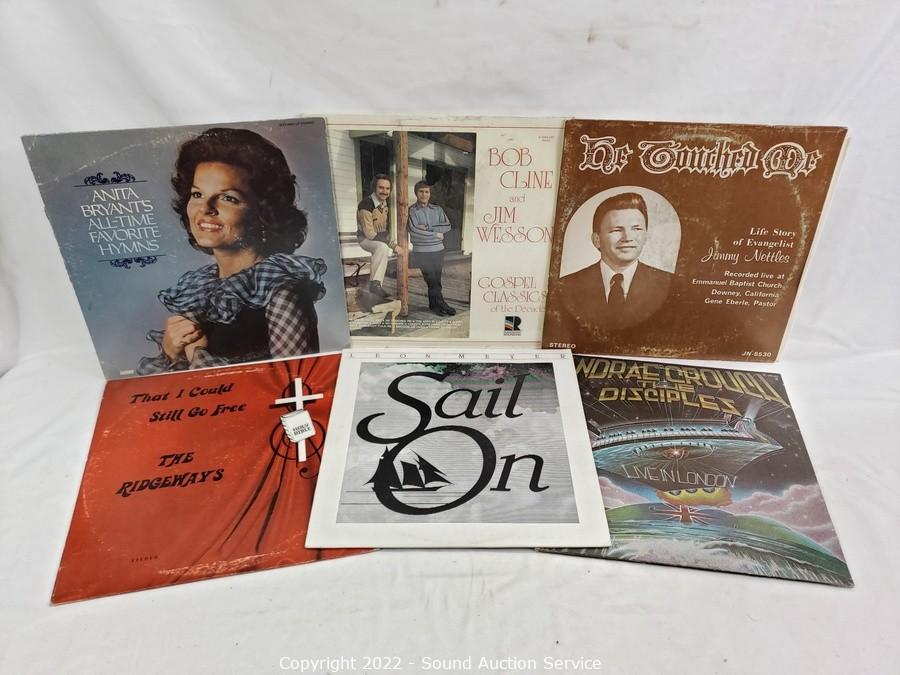 ANITA
BRYANT'S
ALL-TIME
FAVORITE
HYMNS
BOB
CLINE
and
JIM
WESSON
GOSPEL
CLASSICS
of the Decade
He Touched Me
Life Story
of Evangelist
Jimmy Nettles
Recorded live at
Emmanuel Baptist Church,
Downey, California
Gene Eberle, Pastor
STEREO
JN-5530
That I Could
Still Go Free
THE
RIDGEWAYS
HOLY
BIBLE
STEREO
LEON MEYER
Sail
On
NDRAE CROUCH
THE
DISCIPLES
LIVE IN LONDON
Copyright 2022 - Sound Auction Service